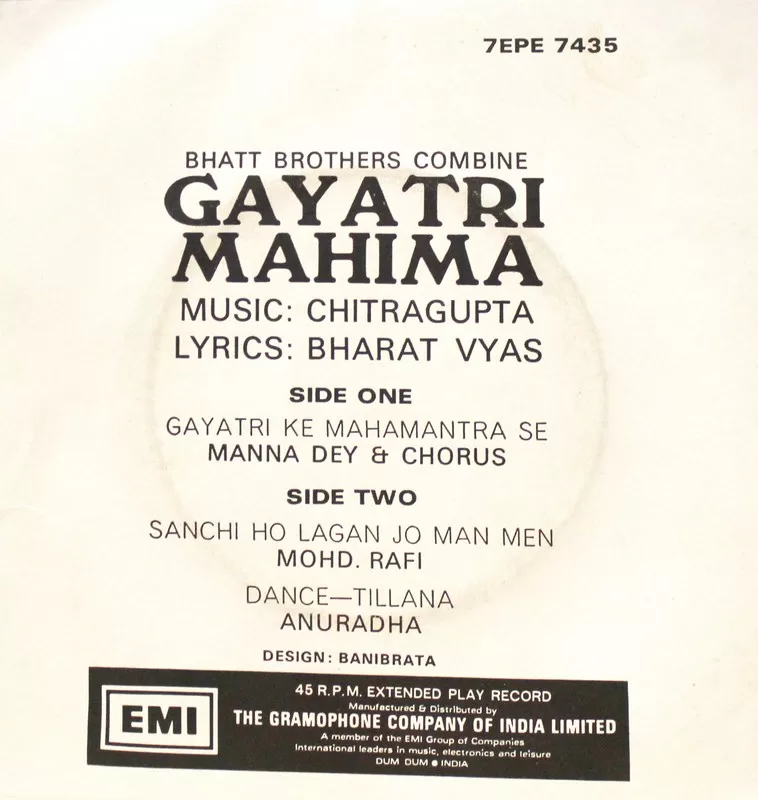 7EPE 7435
BHATT BROTHERS COMBINE
GAYATRI
MAHIMA
MUSIC: CHITRAGUPTA
LYRICS: BHARAT VYAS
SIDE ONE
GAYATRI KE MAHAMANTRA SE
MANNA DEY & CHORUS
SIDE TWO
SANCHI HO LAGAN JO MAN MEN
MOHD. RAFI
DANCE—TILLANA
ANURADHA
DESIGN: BANIBRATA
EMI
45 R.P.M. EXTENDED PLAY RECORD
Manufactured & Distributed by
THE GRAMOPHONE COMPANY OF INDIA LIMITED
A member of the EMI Group of Companies
International leaders in music, electronics and leisure
DUM DUM ● INDIA